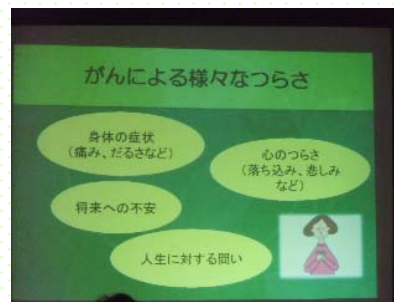 がんによる様々なつらさ
身体の症状
（痛み、だるさなど）
心のつらさ
（落ち込み、悲しみ
など）
将来への不安
人生に対する問い